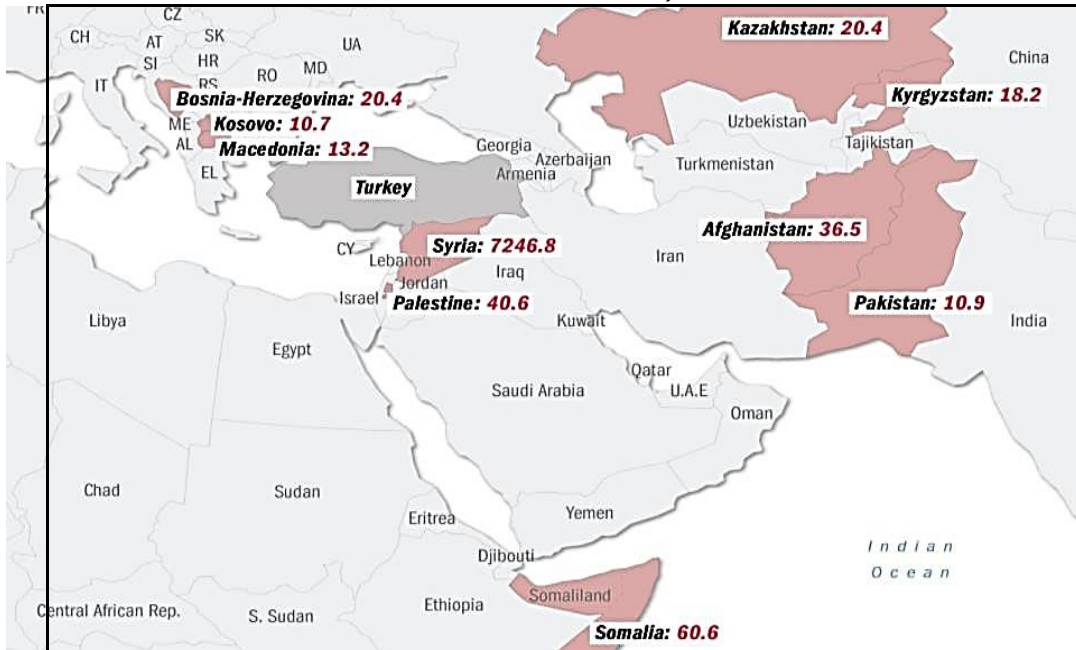 CZ
CH
AT
SK
UA
Kazakhstan: 20.4
China
SI
HR
IT
RO
MD
RS
Bosnia-Herzegovina: 20.4
Kyrgyzstan: 18.2
ME
Kosovo: 10.7
Uzbekistan
AL
Macedonia: 13.2
Georgia
Tajikistan
Azerbaijan
Turkmenistan
EL
Armenia
Turkey
Afghanistan: 36.5
CY
Syria: 7246.8
Lebanon
Iran
Iraq
Jordan
Israel
Palestine: 40.6
Pakistan: 10.9
Libya
Kuwait
India
Egypt
Qatar
Saudi Arabia
U.A.E
Oman
Chad
Sudan
Yemen
Eritrea
Indian
Ocean
Djibouti
Somaliland
Ethiopia
Central African Rep.
S. Sudan
Somalia: 60.6